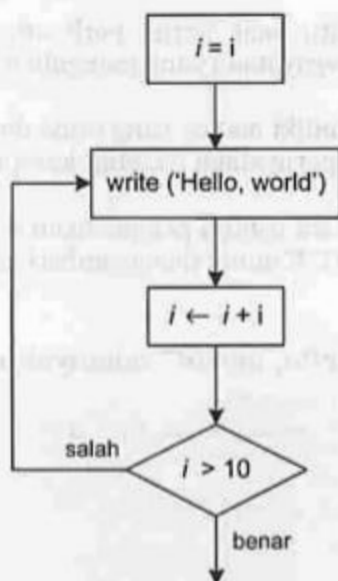 i = i
write ('Hello, world')
i ← i + i
salah
i > 10
benar